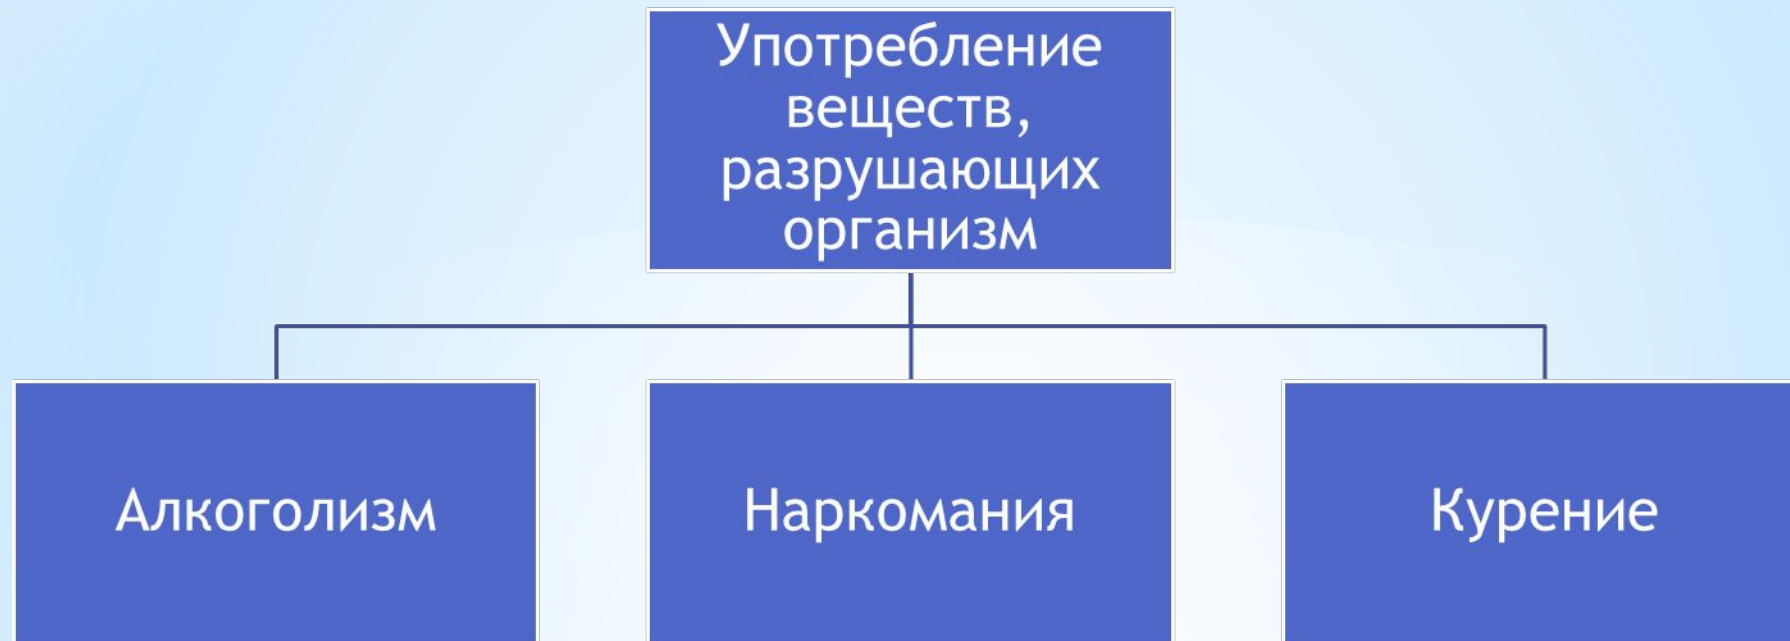 Употребление
веществ,
разрушающих
организм
Алкоголизм
Наркомания
Курение